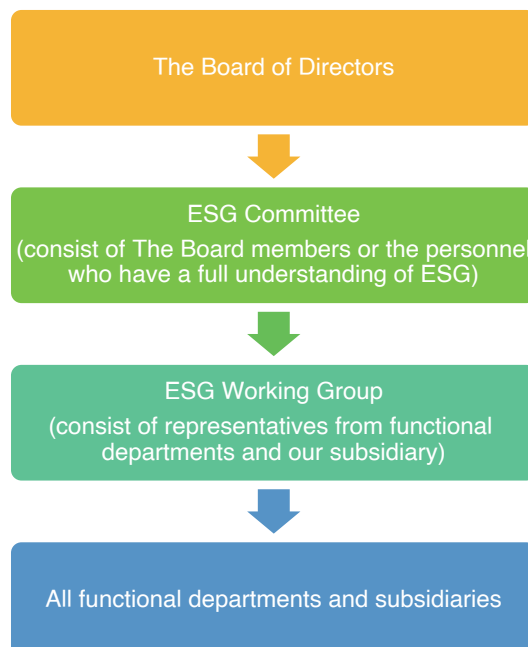 The Board of Directors
ESG Committee
(consist of The Board members or the personnel
who have a full understanding of ESG)
ESG Working Group
(consist of representatives from functional
departments and our subsidiary)
All functional departments and subsidiaries